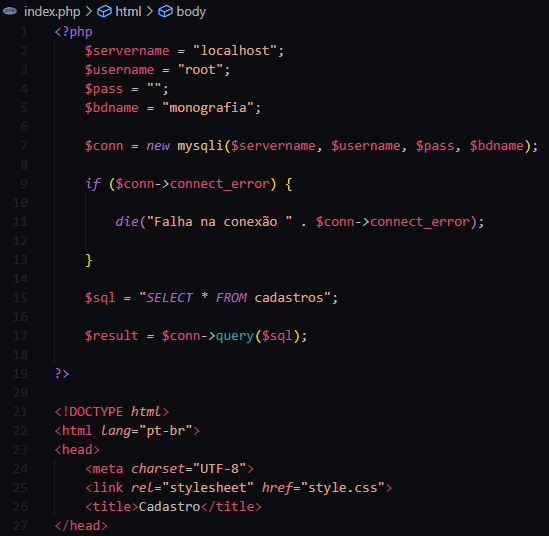 index.php > html > body
1 <?php
2 $servername = "localhost";
3 $username = "root";
4 $pass = "";
5 $bdname = "monografia";
6
7 $conn = new mysqli($servername, $username, $pass, $bdname);
8
9 if ($conn->connect_error) {
10
11 die("Falha na conexão " . $conn->connect_error);
12
13 }
14
15 $sql = "SELECT * FROM cadastros";
16
17 $result = $conn->query($sql);
18
19 ?>
20
21 <!DOCTYPE html>
22 <html lang="pt-br">
23 <head>
24 <meta charset="UTF-8">
25 <link rel="stylesheet" href="style.css">
26 <title>Cadastro</title>
27 </head>